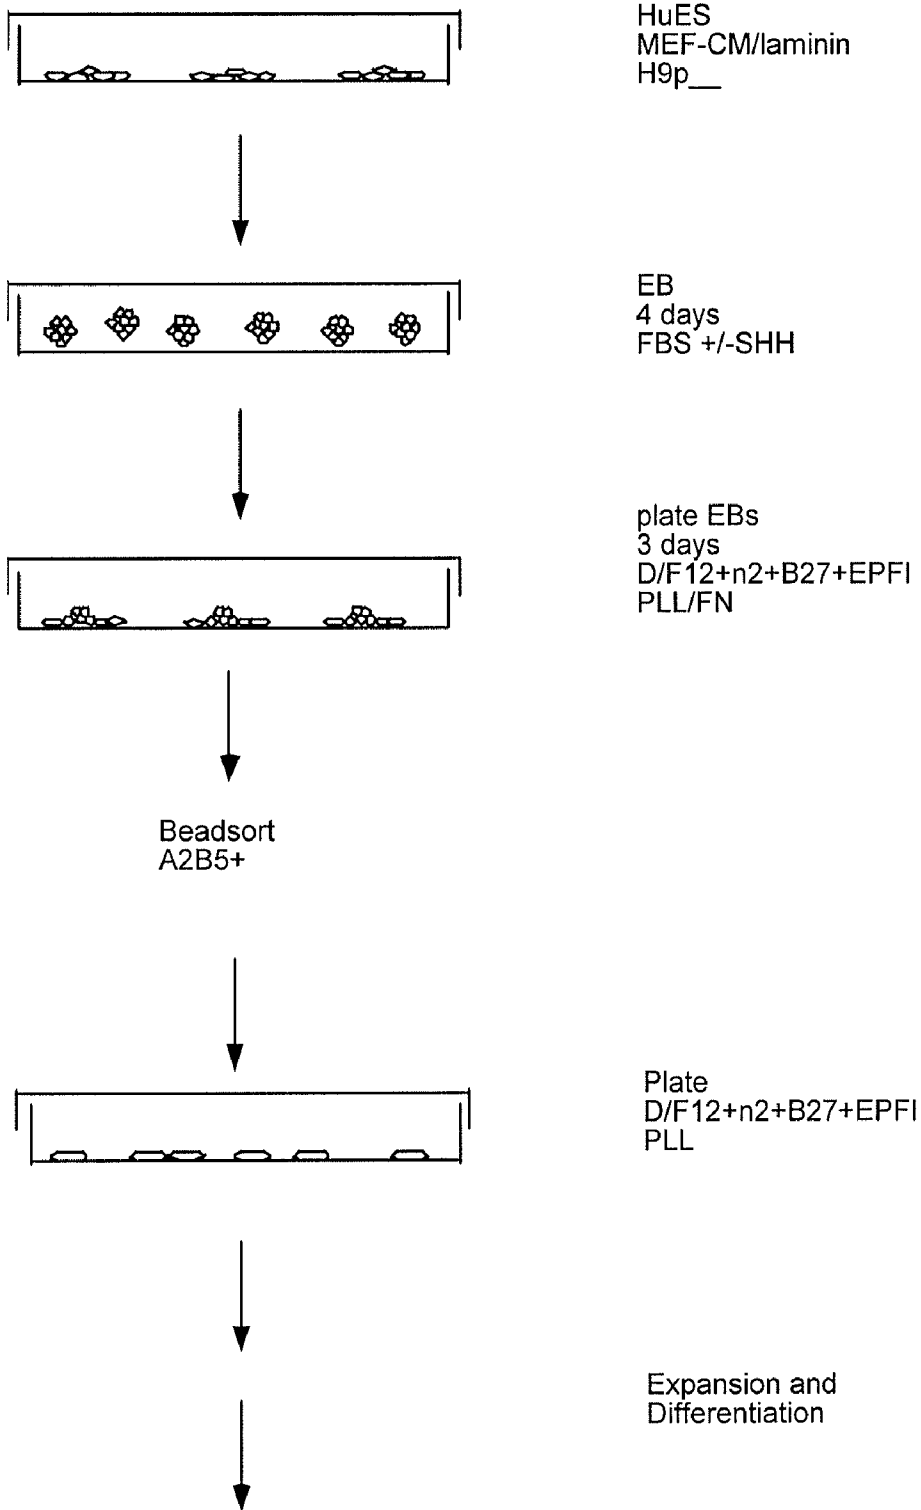 HuES
MEF-CM/laminin
H9p__
EB
4 days
FBS +/-SHH
plate EBs
3 days
D/F12+n2+B27+EPFI
PLL/FN
Beadsort
A2B5+
Plate
D/F12+n2+B27+EPFI
PLL
Expansion and
Differentiation